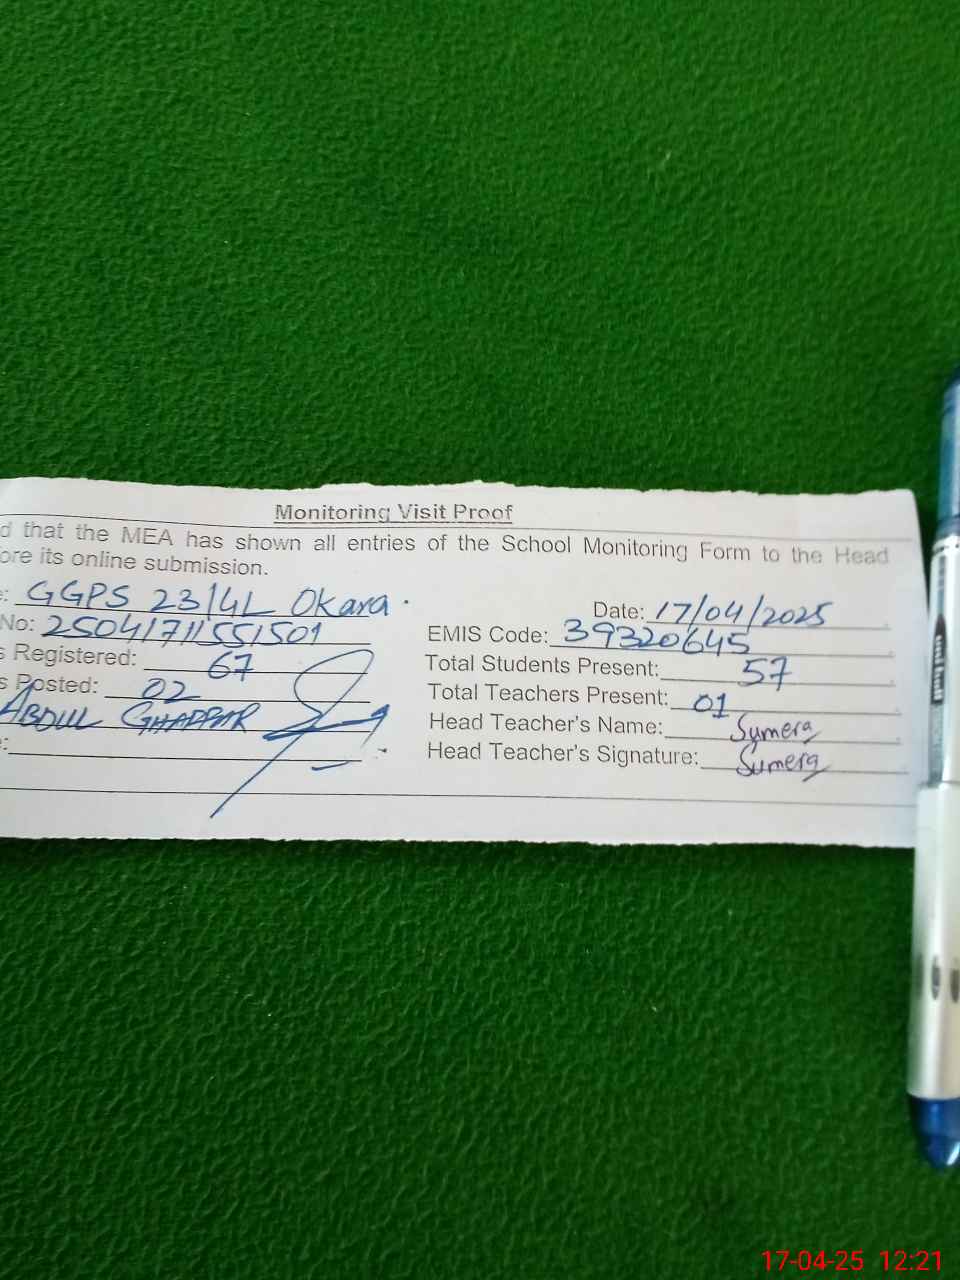 Monitoring Visit Proof
d that the MEA has shown all entries of the School Monitoring Form to the Head
ore its online submission.
e: GGPS 23/4L Okara. Date: 17/04/2025
No: 25041711551501 EMIS Code: 39320645
s Registered: 67 Total Students Present: 57
s Posted: 02 Total Teachers Present: 01
ABDUL GHAFFAR Head Teacher's Name: Sumera
e: Head Teacher's Signature: Sumera
17-04-25 12:21